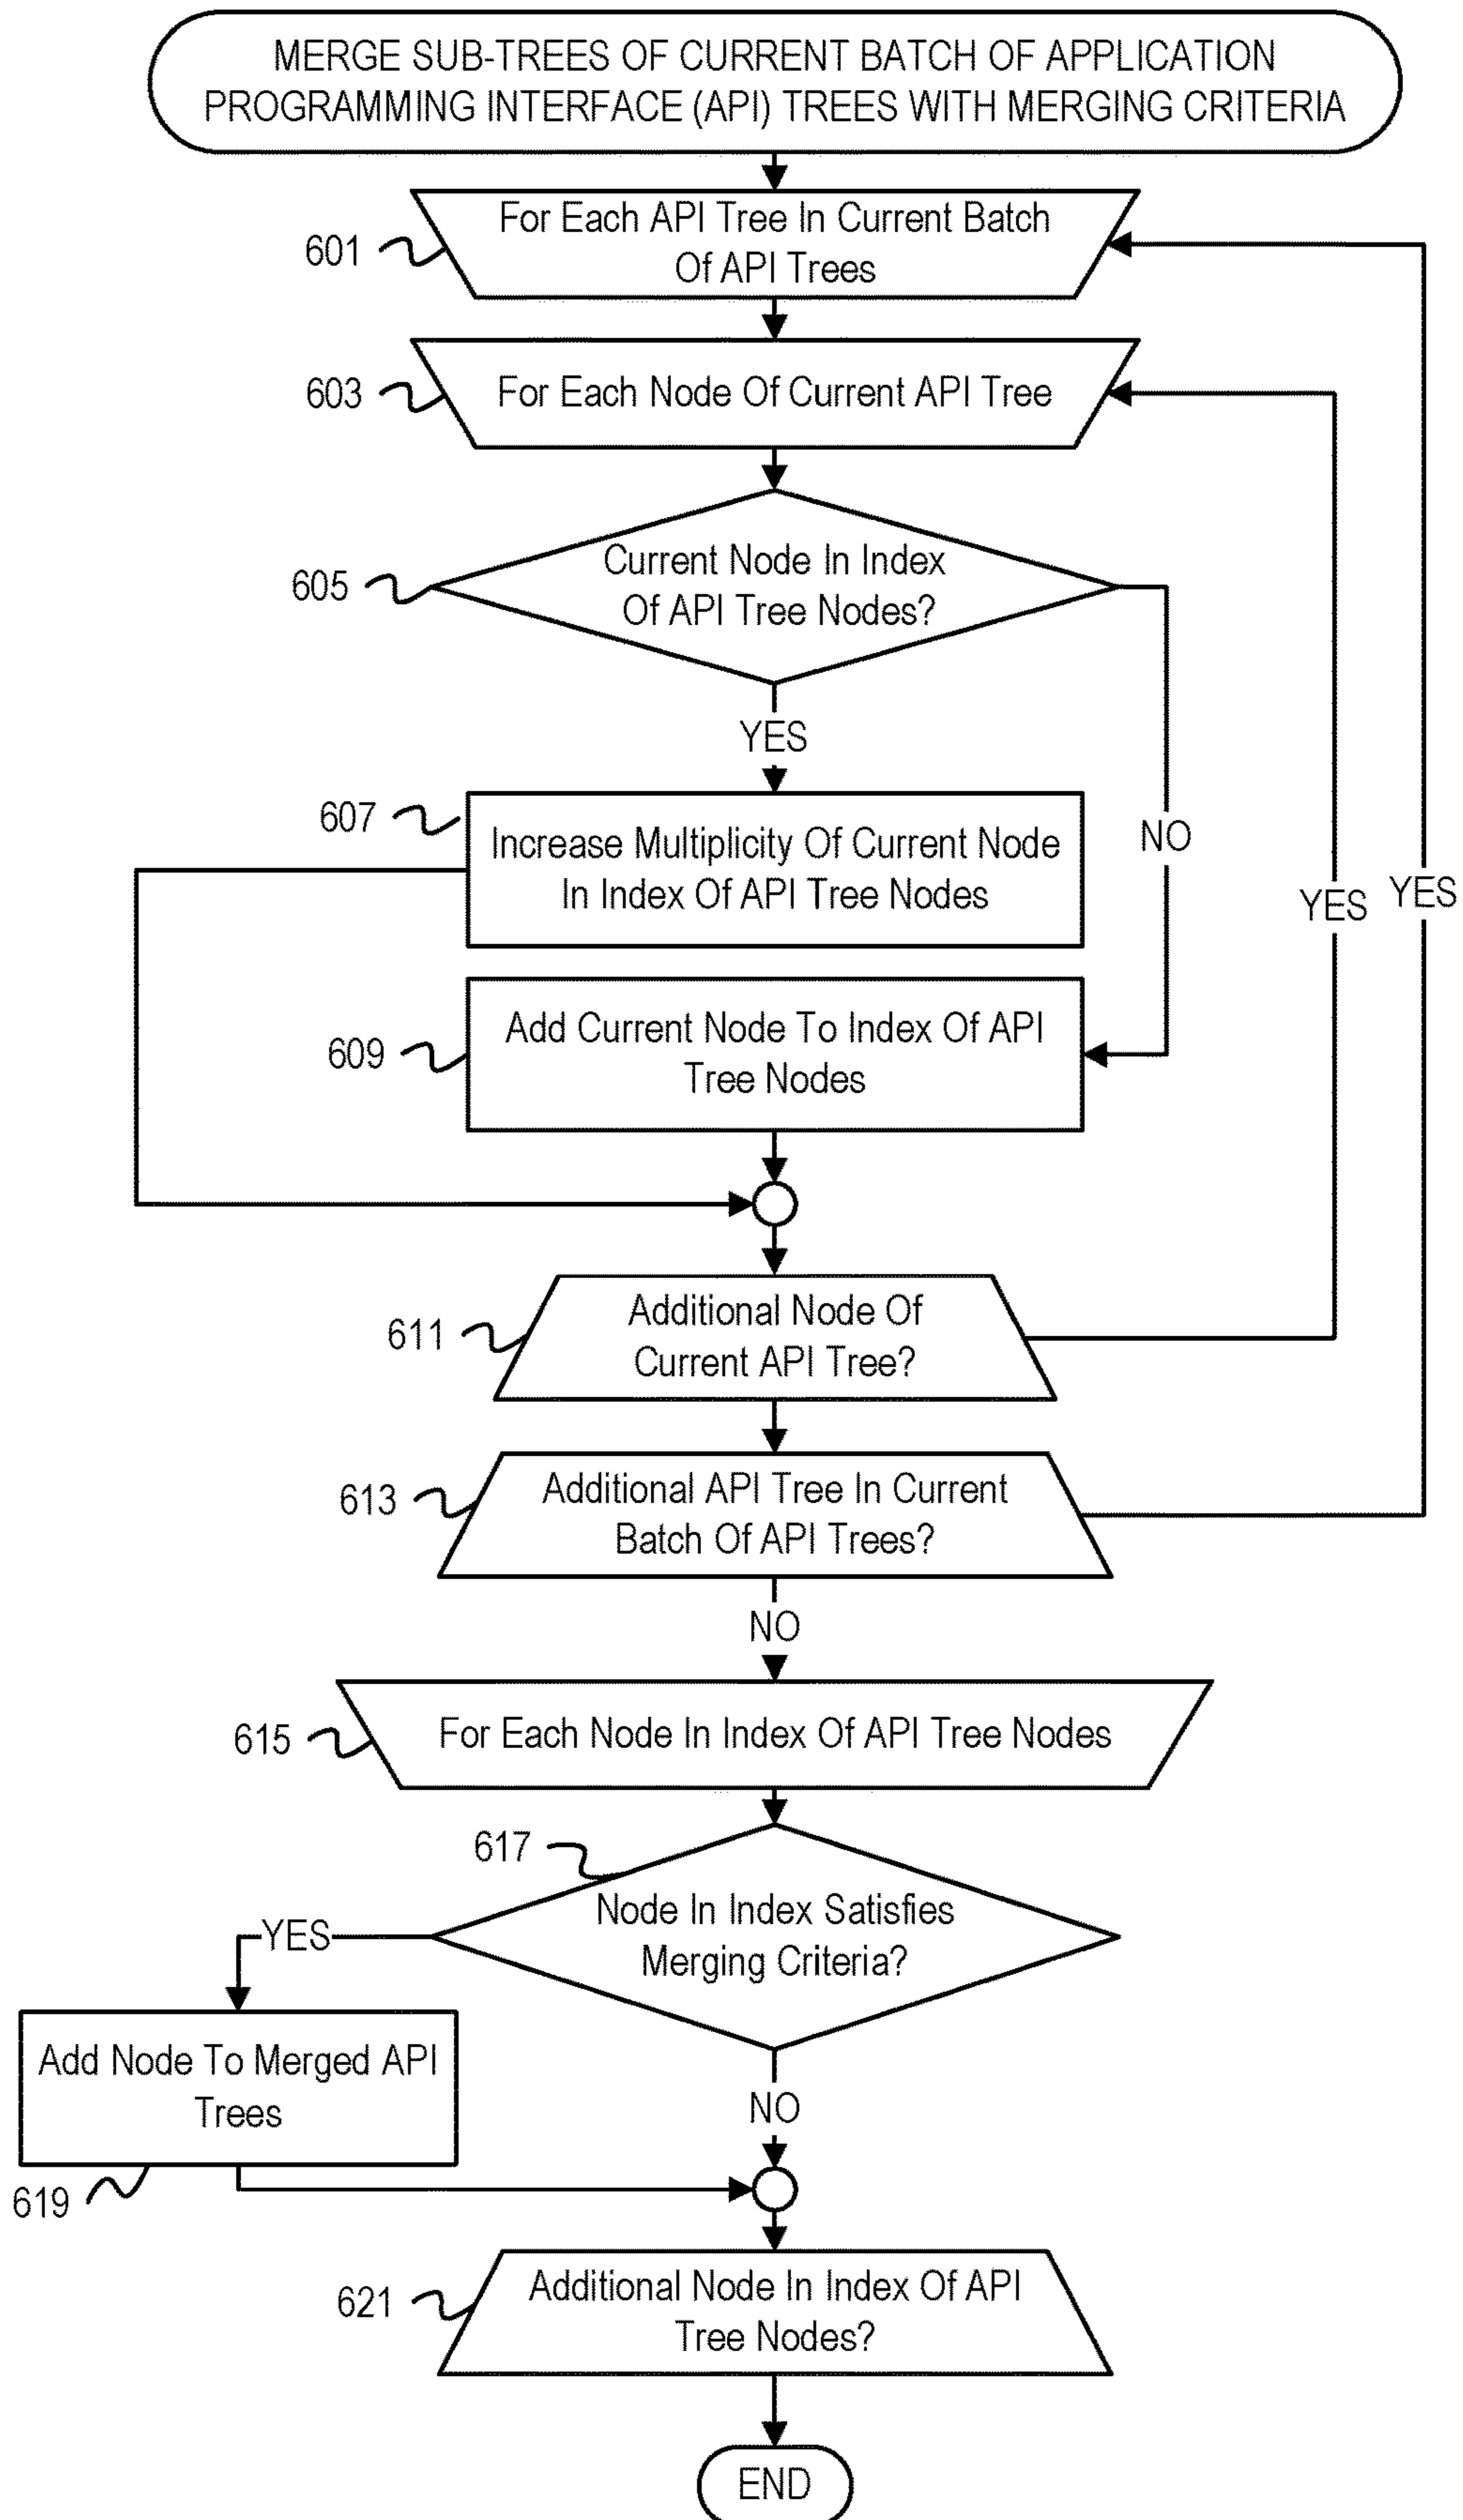 MERGE SUB-TREES OF CURRENT BATCH OF APPLICATION
PROGRAMMING INTERFACE (API) TREES WITH MERGING CRITERIA
For Each API Tree In Current Batch
Of API Trees
601
For Each Node Of Current API Tree
603
Current Node In Index
Of API Tree Nodes?
605
YES
607
Increase Multiplicity Of Current Node
In Index Of API Tree Nodes
NO
YES
YES
Add Current Node To Index Of API
Tree Nodes
609
Additional Node Of
Current API Tree?
611
Additional API Tree In Current
Batch Of API Trees?
613
NO
For Each Node In Index Of API Tree Nodes
615
617
Node In Index Satisfies
Merging Criteria?
YES
Add Node To Merged API
Trees
NO
619
Additional Node In Index Of API
Tree Nodes?
621
END